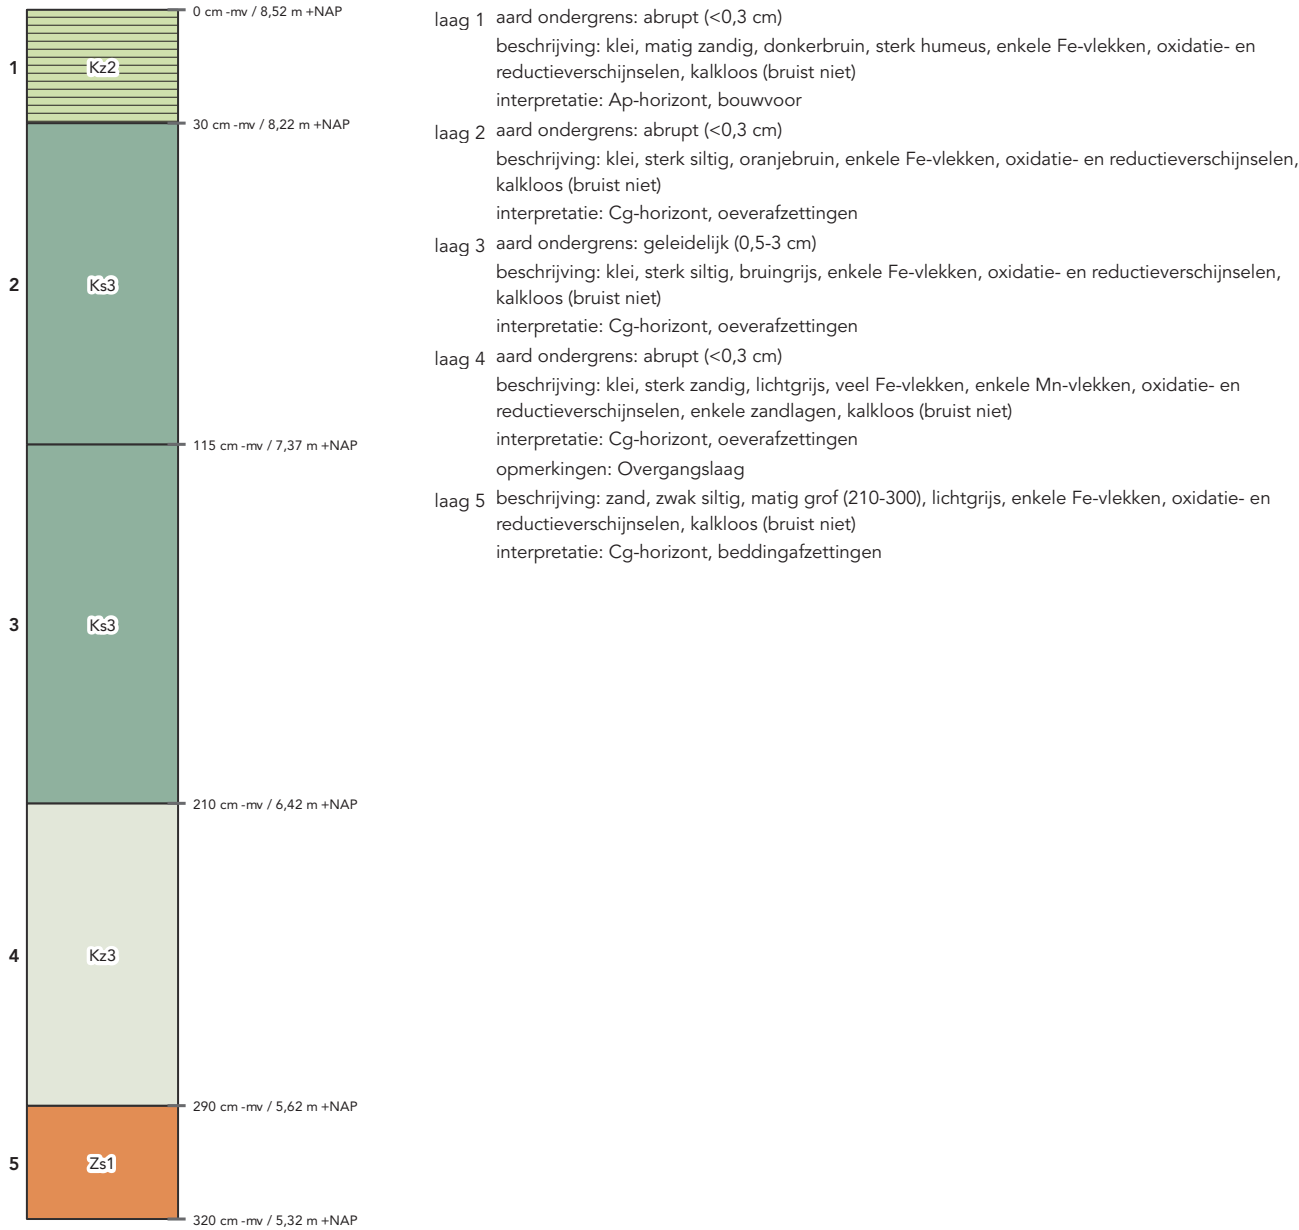 0 cm -mv / 8,52 m +NAP
1
Kz2
30 cm -mv / 8,22 m +NAP
2
Ks3
115 cm -mv / 7,37 m +NAP
3
Ks3
210 cm -mv / 6,42 m +NAP
4
Kz3
290 cm -mv / 5,62 m +NAP
5
Zs1
320 cm -mv / 5,32 m +NAP
laag 1 aard ondergrens: abrupt (<0,3 cm)
beschrijving: klei, matig zandig, donkerbruin, sterk humeus, enkele Fe-vlekken, oxidatie- en
reductieverschijnselen, kalkloos (bruist niet)
interpretatie: Ap-horizont, bouwvoor
laag 2 aard ondergrens: abrupt (<0,3 cm)
beschrijving: klei, sterk siltig, oranjebruin, enkele Fe-vlekken, oxidatie- en reductieverschijnselen,
kalkloos (bruist niet)
interpretatie: Cg-horizont, oeverafzettingen
laag 3 aard ondergrens: geleidelijk (0,5-3 cm)
beschrijving: klei, sterk siltig, bruingrijs, enkele Fe-vlekken, oxidatie- en reductieverschijnselen,
kalkloos (bruist niet)
interpretatie: Cg-horizont, oeverafzettingen
laag 4 aard ondergrens: abrupt (<0,3 cm)
beschrijving: klei, sterk zandig, lichtgrijs, veel Fe-vlekken, enkele Mn-vlekken, oxidatie- en
reductieverschijnselen, enkele zandlagen, kalkloos (bruist niet)
interpretatie: Cg-horizont, oeverafzettingen
opmerkingen: Overgangslaag
laag 5 beschrijving: zand, zwak siltig, matig grof (210-300), lichtgrijs, enkele Fe-vlekken, oxidatie- en
reductieverschijnselen, kalkloos (bruist niet)
interpretatie: Cg-horizont, beddingafzettingen